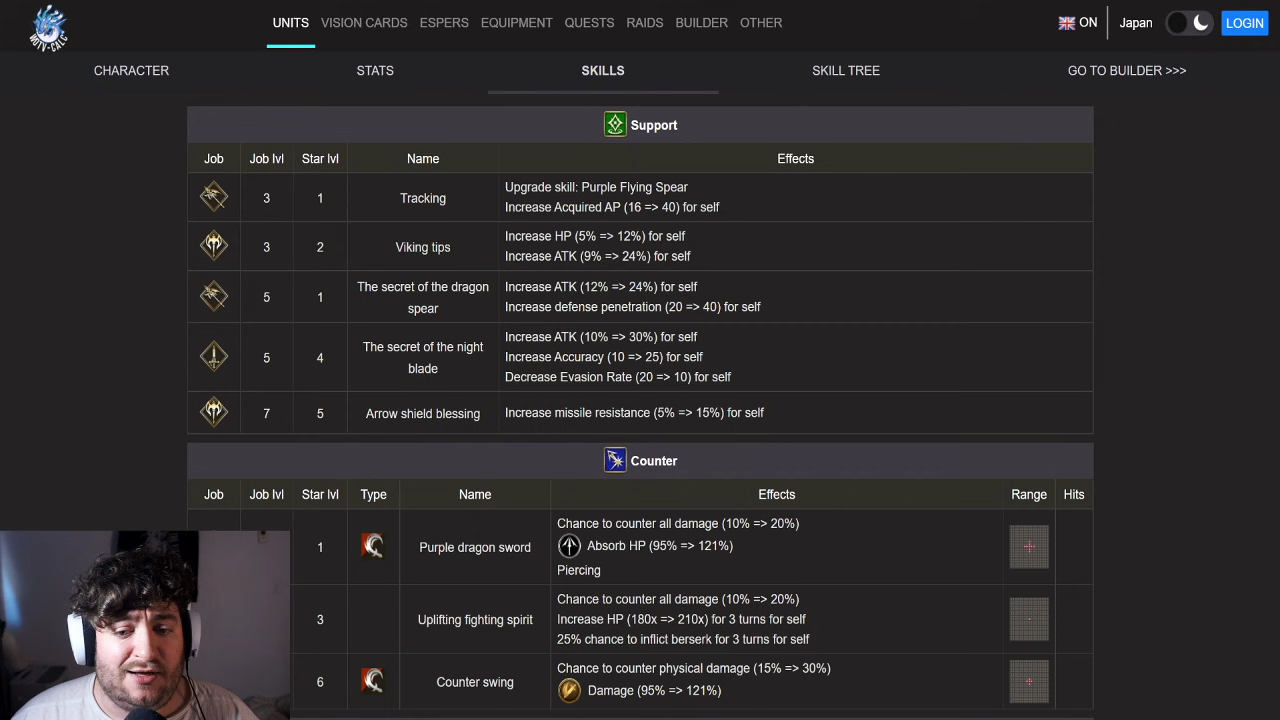 WOTV-CALC
UNITS VISION CARDS ESPERS EQUIPMENT QUESTS RAIDS BUILDER OTHER ON Japan LOGIN
CHARACTER STATS SKILLS SKILL TREE GO TO BUILDER >>>
Support
Job Job lvl Star lvl Name Effects
3 1 Tracking Upgrade skill: Purple Flying Spear
Increase Acquired AP (16 => 40) for self
3 2 Viking tips Increase HP (5% => 12%) for self
Increase ATK (9% => 24%) for self
5 1 The secret of the dragon spear Increase ATK (12% => 24%) for self
Increase defense penetration (20 => 40) for self
5 4 The secret of the night blade Increase ATK (10% => 30%) for self
Increase Accuracy (10 => 25) for self
Decrease Evasion Rate (20 => 10) for self
7 5 Arrow shield blessing Increase missile resistance (5% => 15%) for self
Counter
Job Job lvl Star lvl Type Name Effects Range Hits
1 Purple dragon sword Chance to counter all damage (10% => 20%)
Absorb HP (95% => 121%)
Piercing
3 Uplifting fighting spirit Chance to counter all damage (10% => 20%)
Increase HP (180x => 210x) for 3 turns for self
25% chance to inflict berserk for 3 turns for self
6 Counter swing Chance to counter physical damage (15% => 30%)
Damage (95% => 121%)